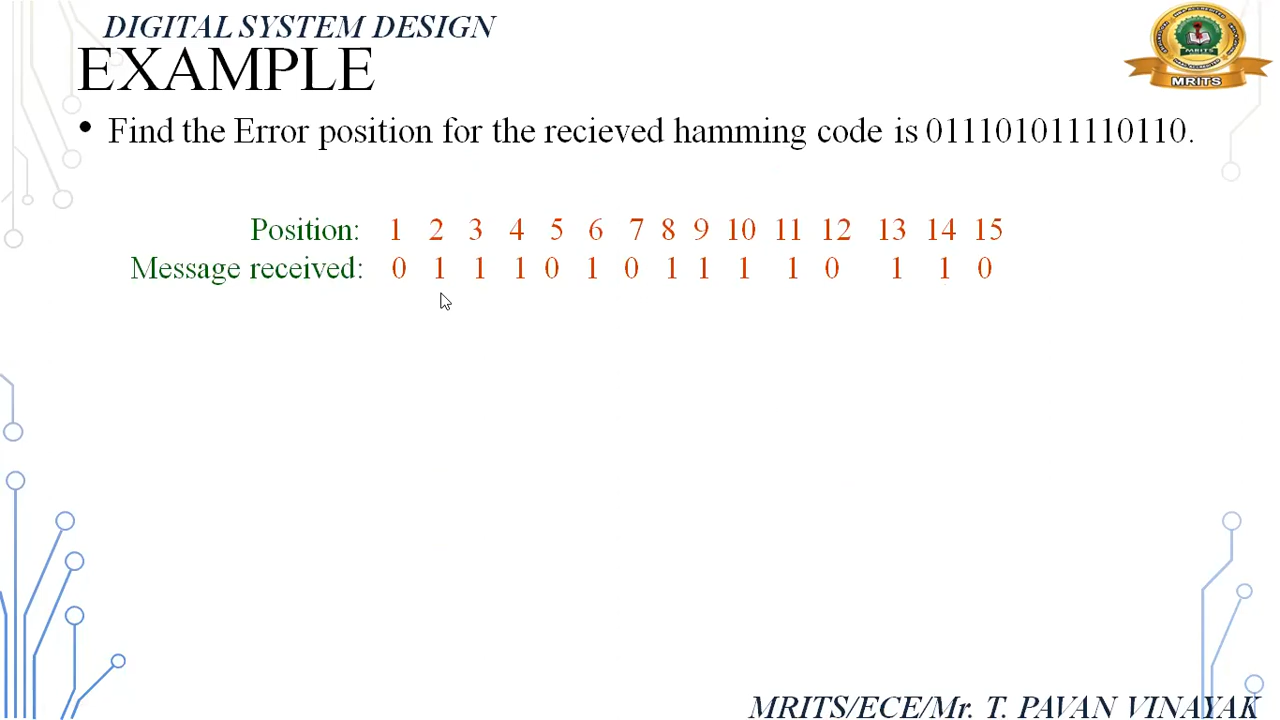 DIGITAL SYSTEM DESIGN
EXAMPLE
MRITS
• Find the Error position for the recieved hamming code is 011101011110110.
Position: 1 2 3 4 5 6 7 8 9 10 11 12 13 14 15
Message received: 0 1 1 1 0 1 0 1 1 1 1 0 1 1 0
MRITS/ECE/Mr. T. PAVAN VINAYAK